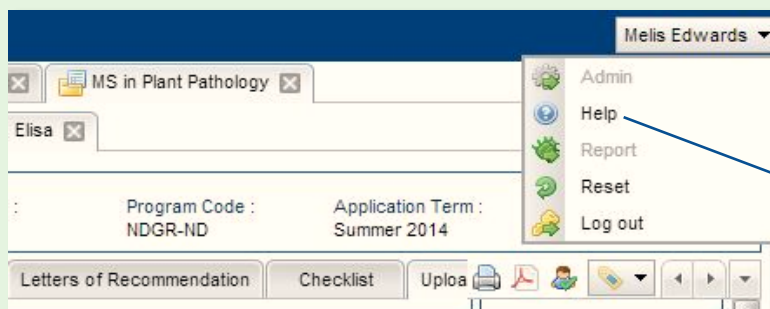 Melis Edwards
MS in Plant Pathology
Admin
Help
Elisa
Report
Reset
Log out
: Program Code : Application Term :
NDGR-ND Summer 2014
Letters of Recommendation Checklist Uploa